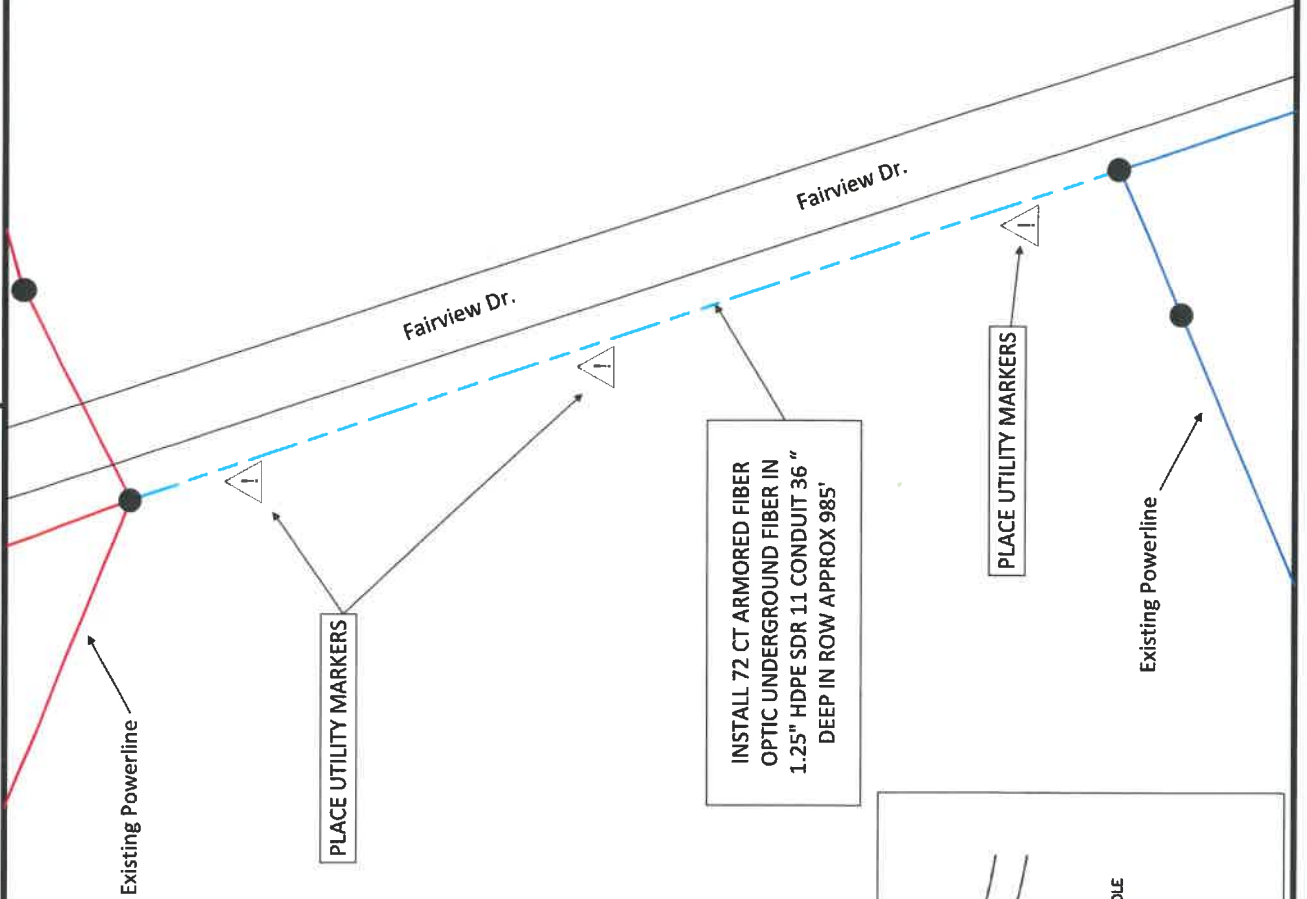 Existing Powerline
PLACE UTILITY MARKERS
!
!
Fairview Dr.
INSTALL 72 CT ARMORED FIBER
OPTIC UNDERGROUND FIBER IN
1.25" HDPE SDR 11 CONDUIT 36 "
DEEP IN ROW APPROX 985'
Fairview Dr.
PLACE UTILITY MARKERS
!
Existing Powerline
OLE